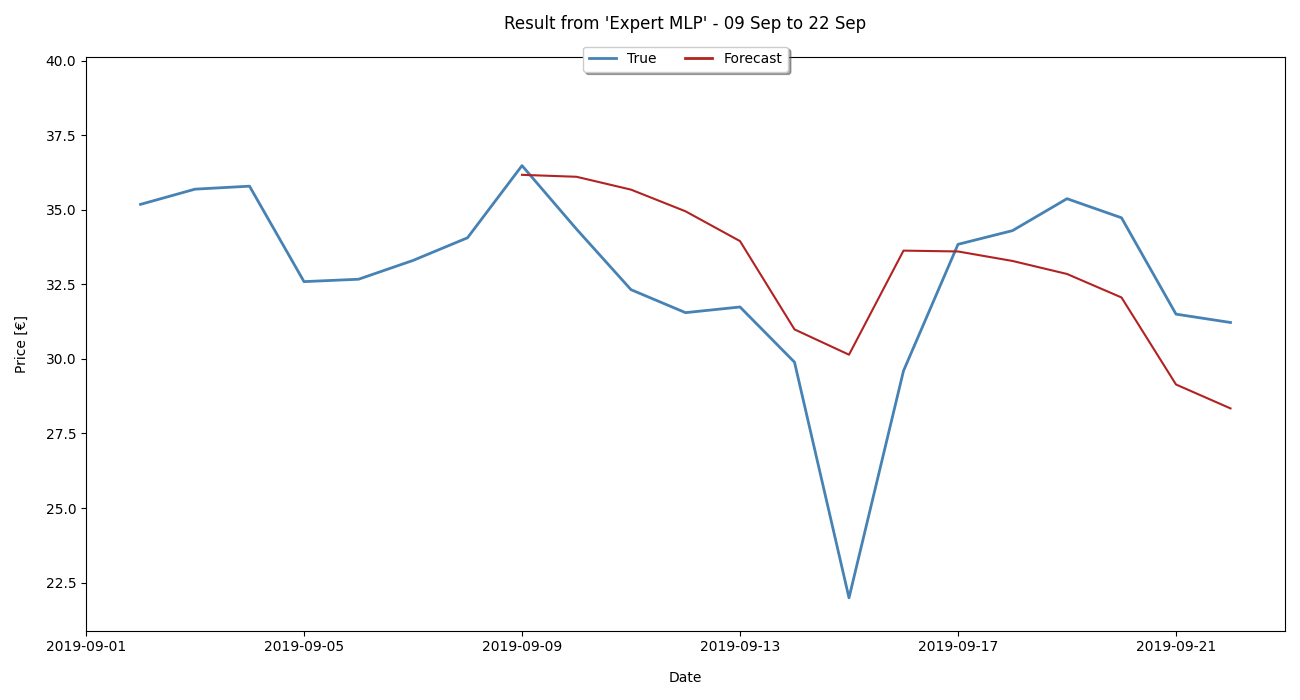 Result from 'Expert MLP' - 09 Sep to 22 Sep
True Forecast
40.0
37.5
35.0
32.5
30.0
27.5
25.0
22.5
Price [€]
2019-09-01 2019-09-05 2019-09-09 2019-09-13 2019-09-17 2019-09-21
Date